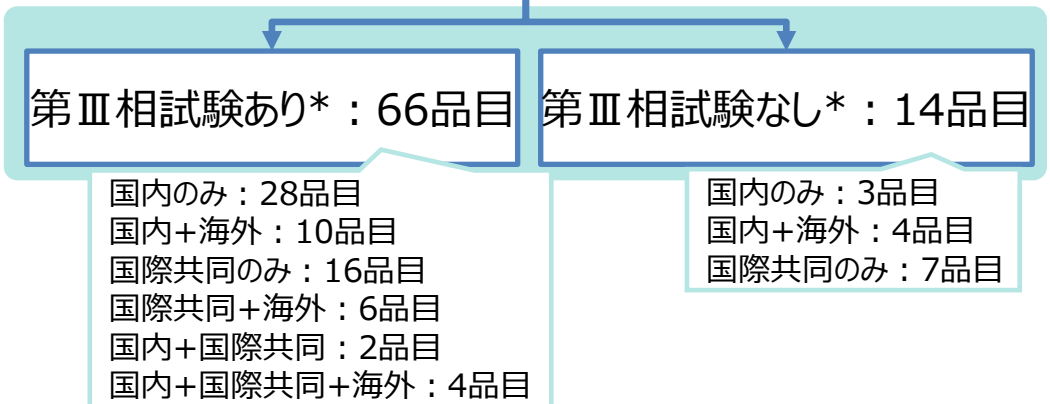 第Ⅲ相試験あり*：66品目
第Ⅲ相試験なし*：14品目
国内のみ：28品目
国内+海外：10品目
国際共同のみ：16品目
国際共同+海外：6品目
国内+国際共同：2品目
国内+国際共同+海外：4品目
国内のみ：3品目
国内+海外：4品目
国際共同のみ：7品目